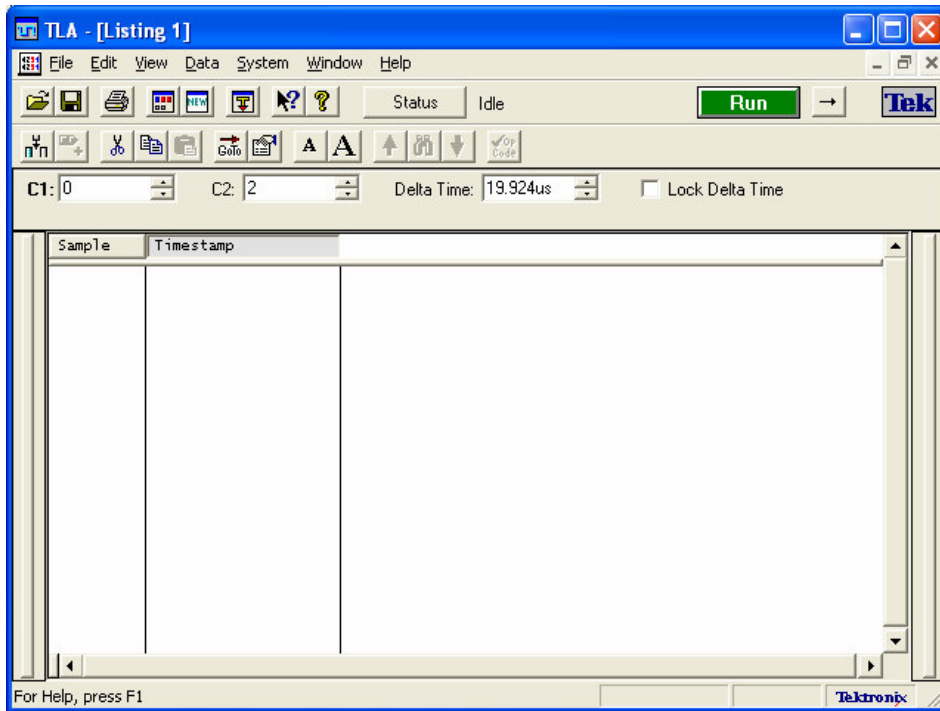 TLA - [Listing 1]
File Edit View Data System Window Help
NEW Status Idle Run → Tek
GoTo A A Op Code
C1: 0 C2: 2 Delta Time: 19.924us Lock Delta Time
Sample Timestamp
For Help, press F1 Tektronix